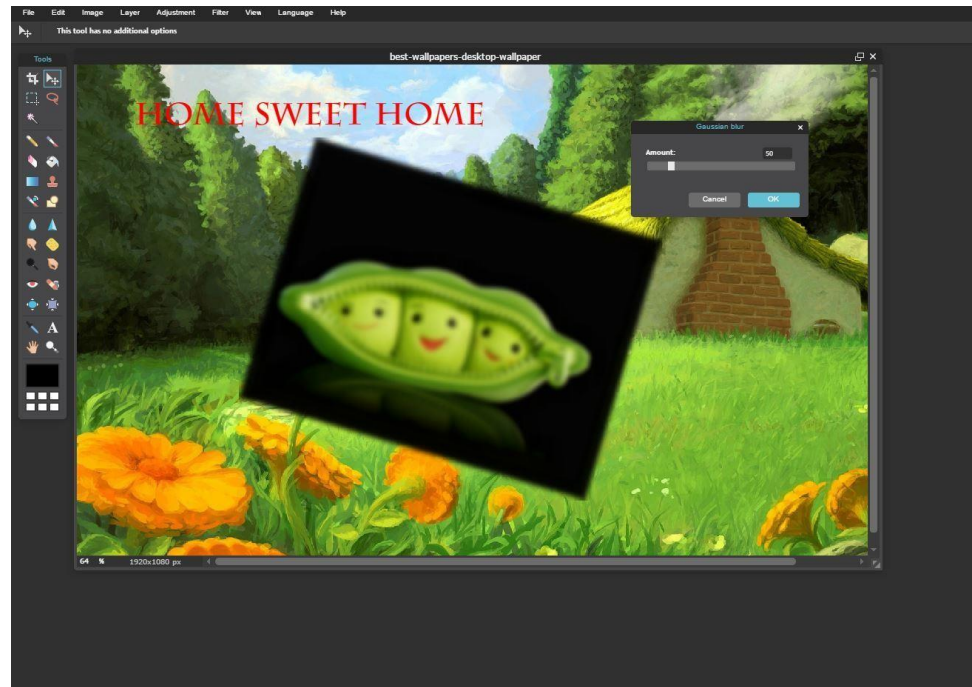 File Edit Image Layer Adjustment Filter View Language Help
This tool has no additional options
Tools
best-wallpapers-desktop-wallpaper
HOME SWEET HOME
Gaussian blur
Amount: 50
Cancel OK
A
64 % 1920x1080 px